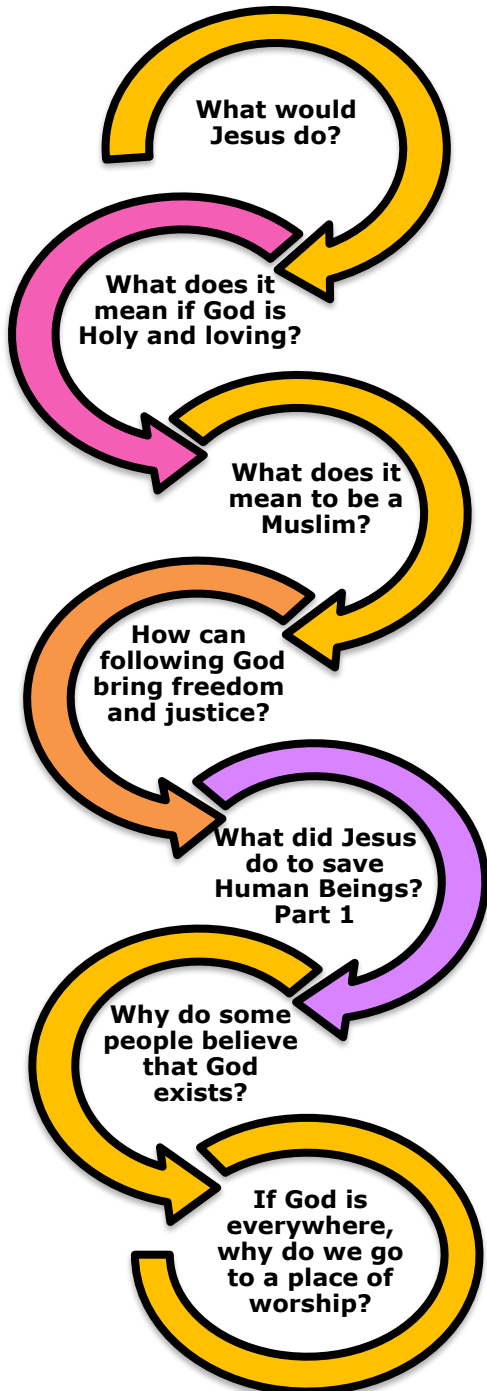 What would
Jesus do?
What does it
mean if God is
Holy and loving?
What does it
mean to be a
Muslim?
How can
following God
bring freedom
and justice?
What did Jesus
do to save
Human Beings?
Part 1
Why do some
people believe
that God
exists?
If God is
everywhere,
why do we go
to a place of
worship?